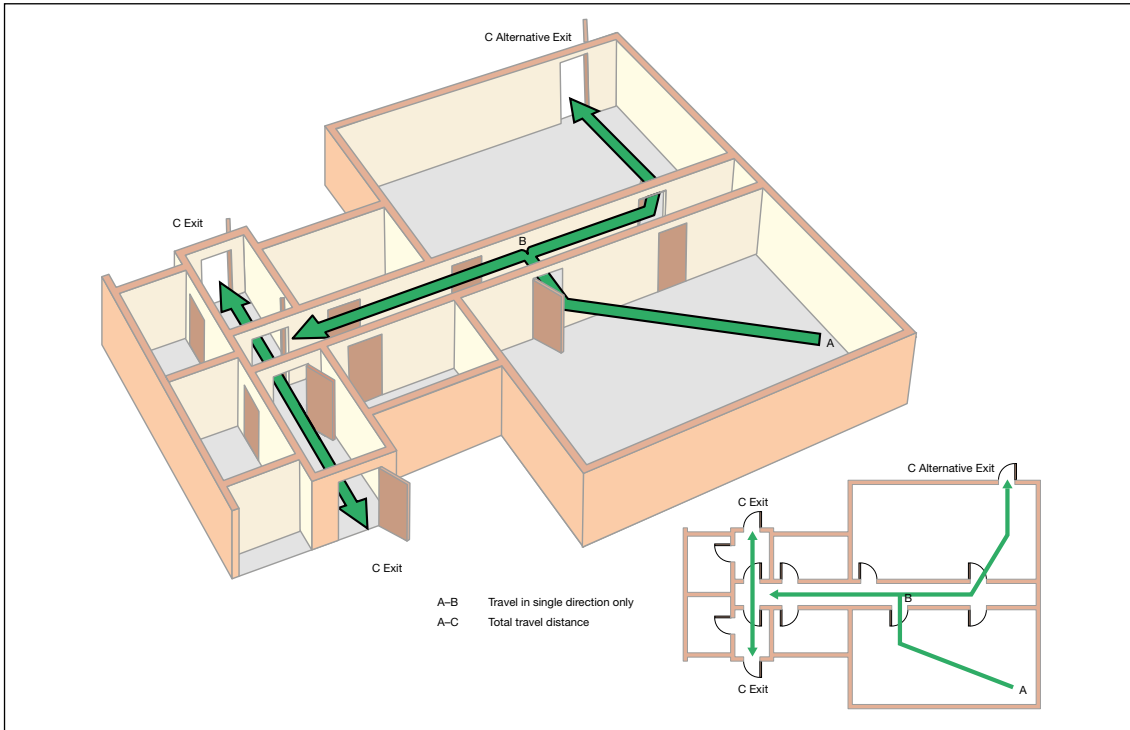 C Alternative Exit
C Exit
B
A
C Exit
A–B Travel in single direction only
A–C Total travel distance
C Alternative Exit
C Exit
B
A
C Exit